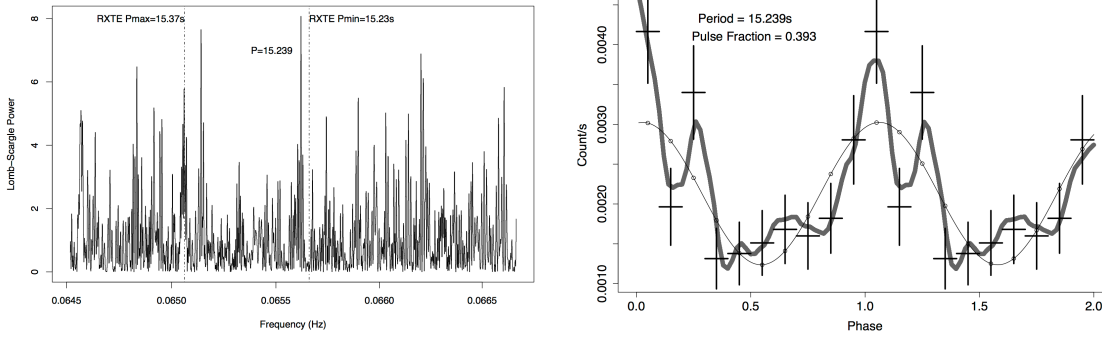 RXTE Pmax=15.37s
RXTE Pmin=15.23s
P=15.239
Lomb−Scargle Power
0
2
4
6
8
0.0645
0.0650
0.0655
0.0660
0.0665
Frequency (Hz)
Period = 15.239s
Pulse Fraction = 0.393
Count/s
0.0010
0.0020
0.0030
0.0040
0.0
0.5
1.0
1.5
2.0
Phase